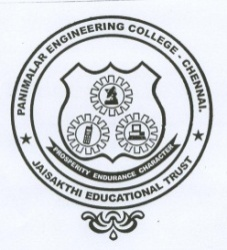 PANIMALAR ENGINEERING COLLEGE - CHENNAI.
PROSPERITY ENDURANCE CHARACTER
JAISAKTHI EDUCATIONAL TRUST